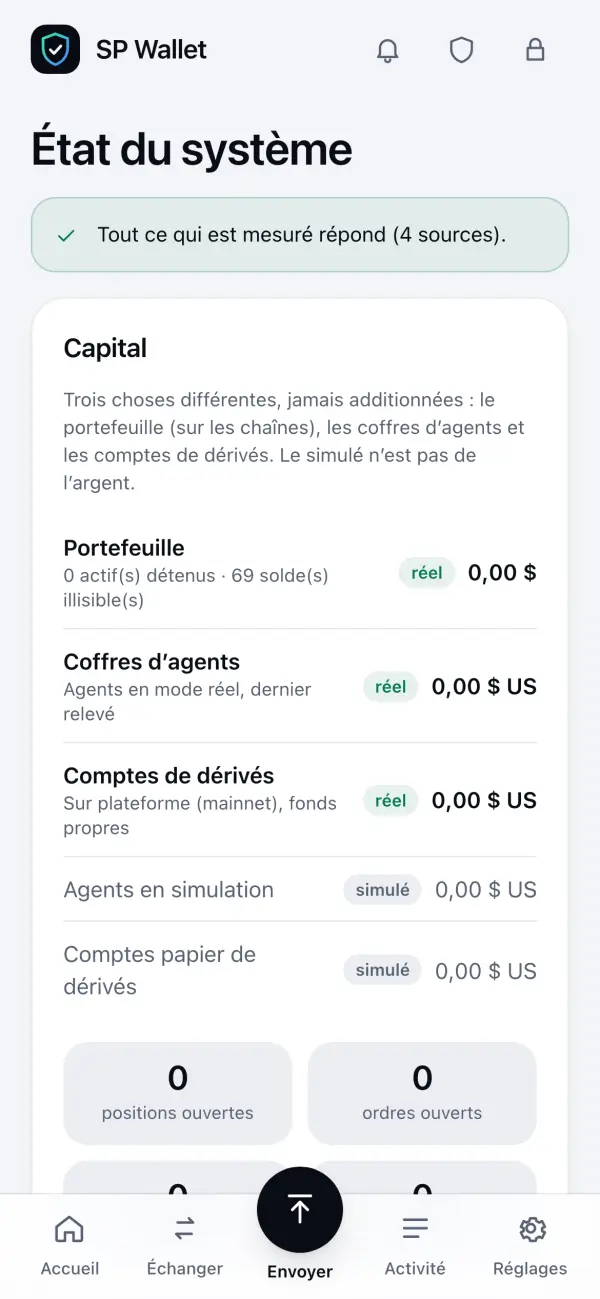 SP Wallet
État du système
Tout ce qui est mesuré répond (4 sources).
Capital
Trois choses différentes, jamais additionnées : le
portefeuille (sur les chaînes), les coffres d’agents et
les comptes de dérivés. Le simulé n’est pas de
l’argent.
Portefeuille
0 actif(s) détenus · 69 solde(s)
illisible(s)
réel
0,00 $
Coffres d’agents
Agents en mode réel, dernier
relevé
réel
0,00 $ US
Comptes de dérivés
Sur plateforme (mainnet), fonds
propres
réel
0,00 $ US
Agents en simulation
simulé
0,00 $ US
Comptes papier de
dérivés
simulé
0,00 $ US
0
positions ouvertes
0
ordres ouverts
Accueil
Échanger
Envoyer
Activité
Réglages